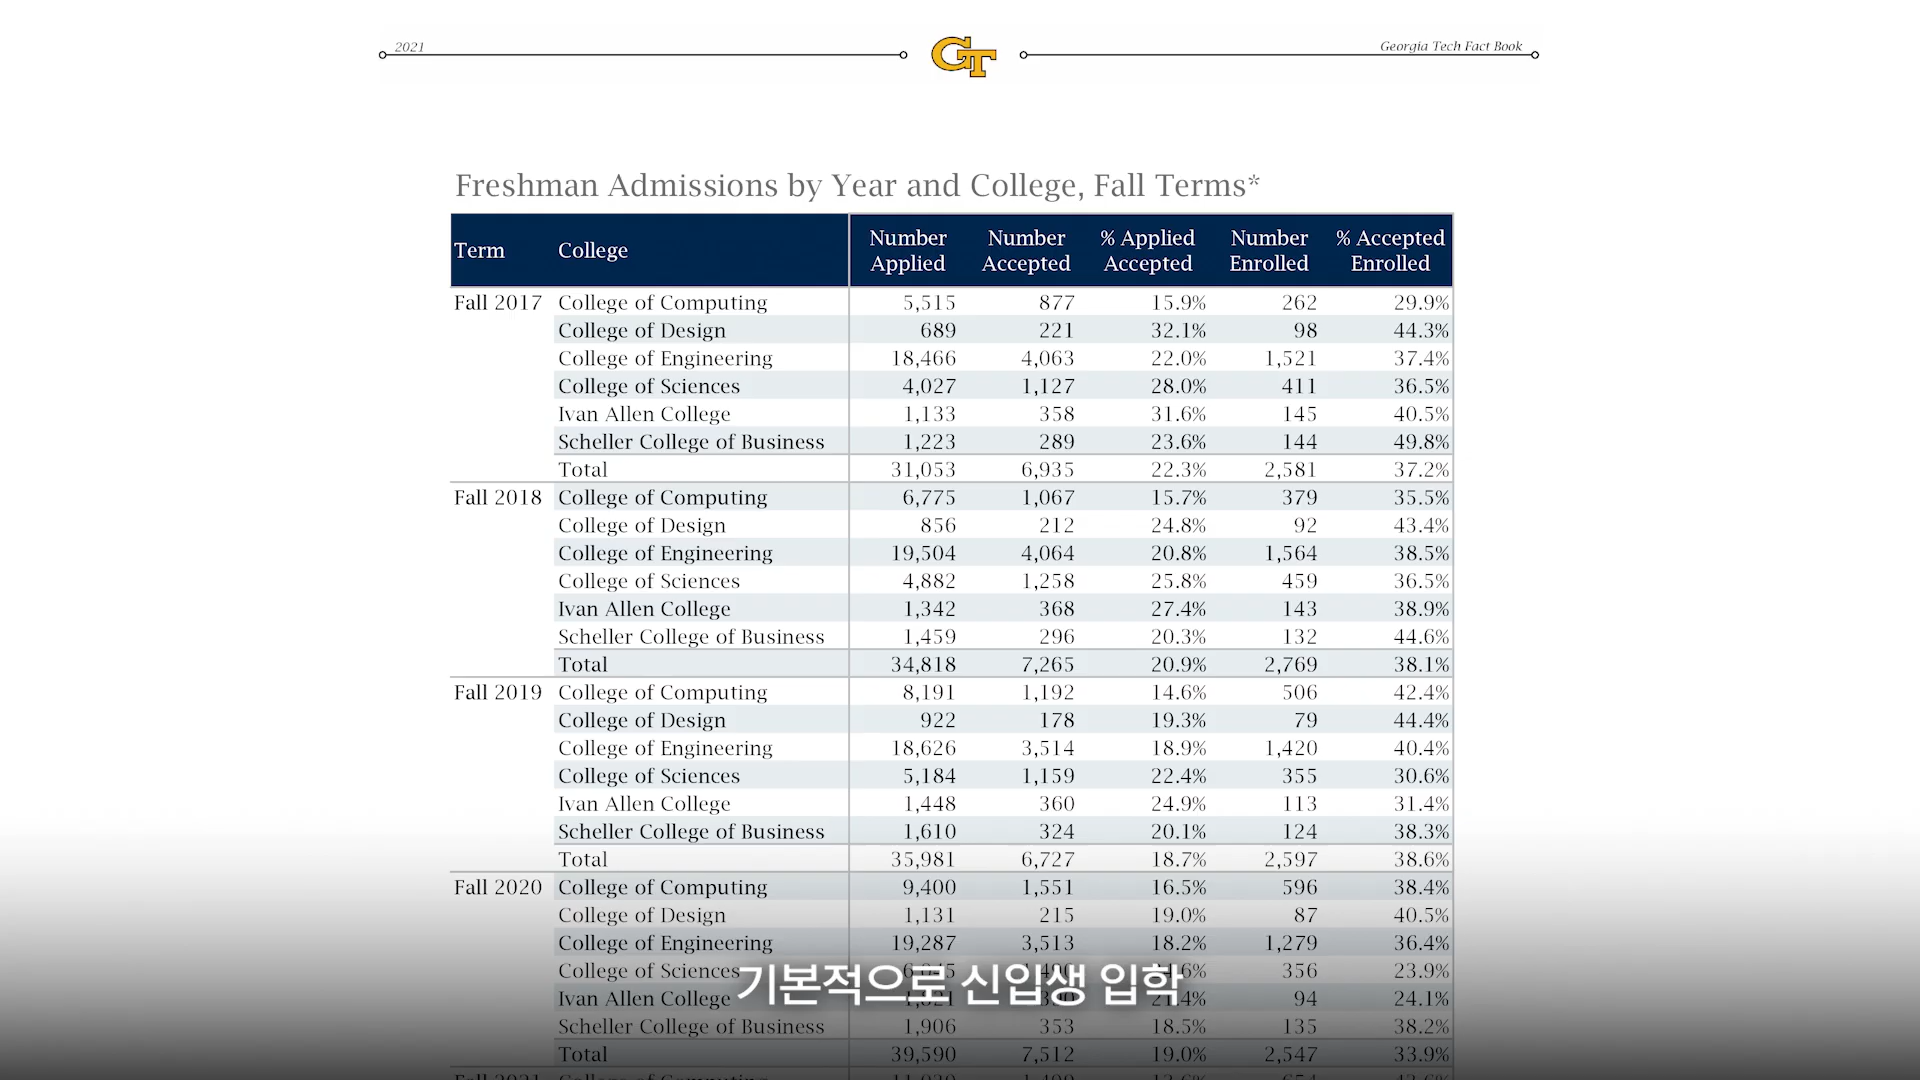 2021
GT
Georgia Tech Fact Book
Freshman Admissions by Year and College, Fall Terms*
Term College Number Applied Number Accepted % Applied Accepted Number Enrolled % Accepted Enrolled
Fall 2017 College of Computing 5,515 877 15.9% 262 29.9%
College of Design 689 221 32.1% 98 44.3%
College of Engineering 18,466 4,063 22.0% 1,521 37.4%
College of Sciences 4,027 1,127 28.0% 411 36.5%
Ivan Allen College 1,133 358 31.6% 145 40.5%
Scheller College of Business 1,223 289 23.6% 144 49.8%
Total 31,053 6,935 22.3% 2,581 37.2%
Fall 2018 College of Computing 6,775 1,067 15.7% 379 35.5%
College of Design 856 212 24.8% 92 43.4%
College of Engineering 19,504 4,064 20.8% 1,564 38.5%
College of Sciences 4,882 1,258 25.8% 459 36.5%
Ivan Allen College 1,342 368 27.4% 143 38.9%
Scheller College of Business 1,459 296 20.3% 132 44.6%
Total 34,818 7,265 20.9% 2,769 38.1%
Fall 2019 College of Computing 8,191 1,192 14.6% 506 42.4%
College of Design 922 178 19.3% 79 44.4%
College of Engineering 18,626 3,514 18.9% 1,420 40.4%
College of Sciences 5,184 1,159 22.4% 355 30.6%
Ivan Allen College 1,448 360 24.9% 113 31.4%
Scheller College of Business 1,610 324 20.1% 124 38.3%
Total 35,981 6,727 18.7% 2,597 38.6%
Fall 2020 College of Computing 9,400 1,551 16.5% 596 38.4%
College of Design 1,131 215 19.0% 87 40.5%
College of Engineering 19,287 3,513 18.2% 1,279 36.4%
College of Sciences 356 23.9%
기본적으로 신입생 입학
Ivan Allen College 94 24.1%
Scheller College of Business 1,906 353 18.5% 135 38.2%
Total 39,590 7,512 19.0% 2,547 33.9%